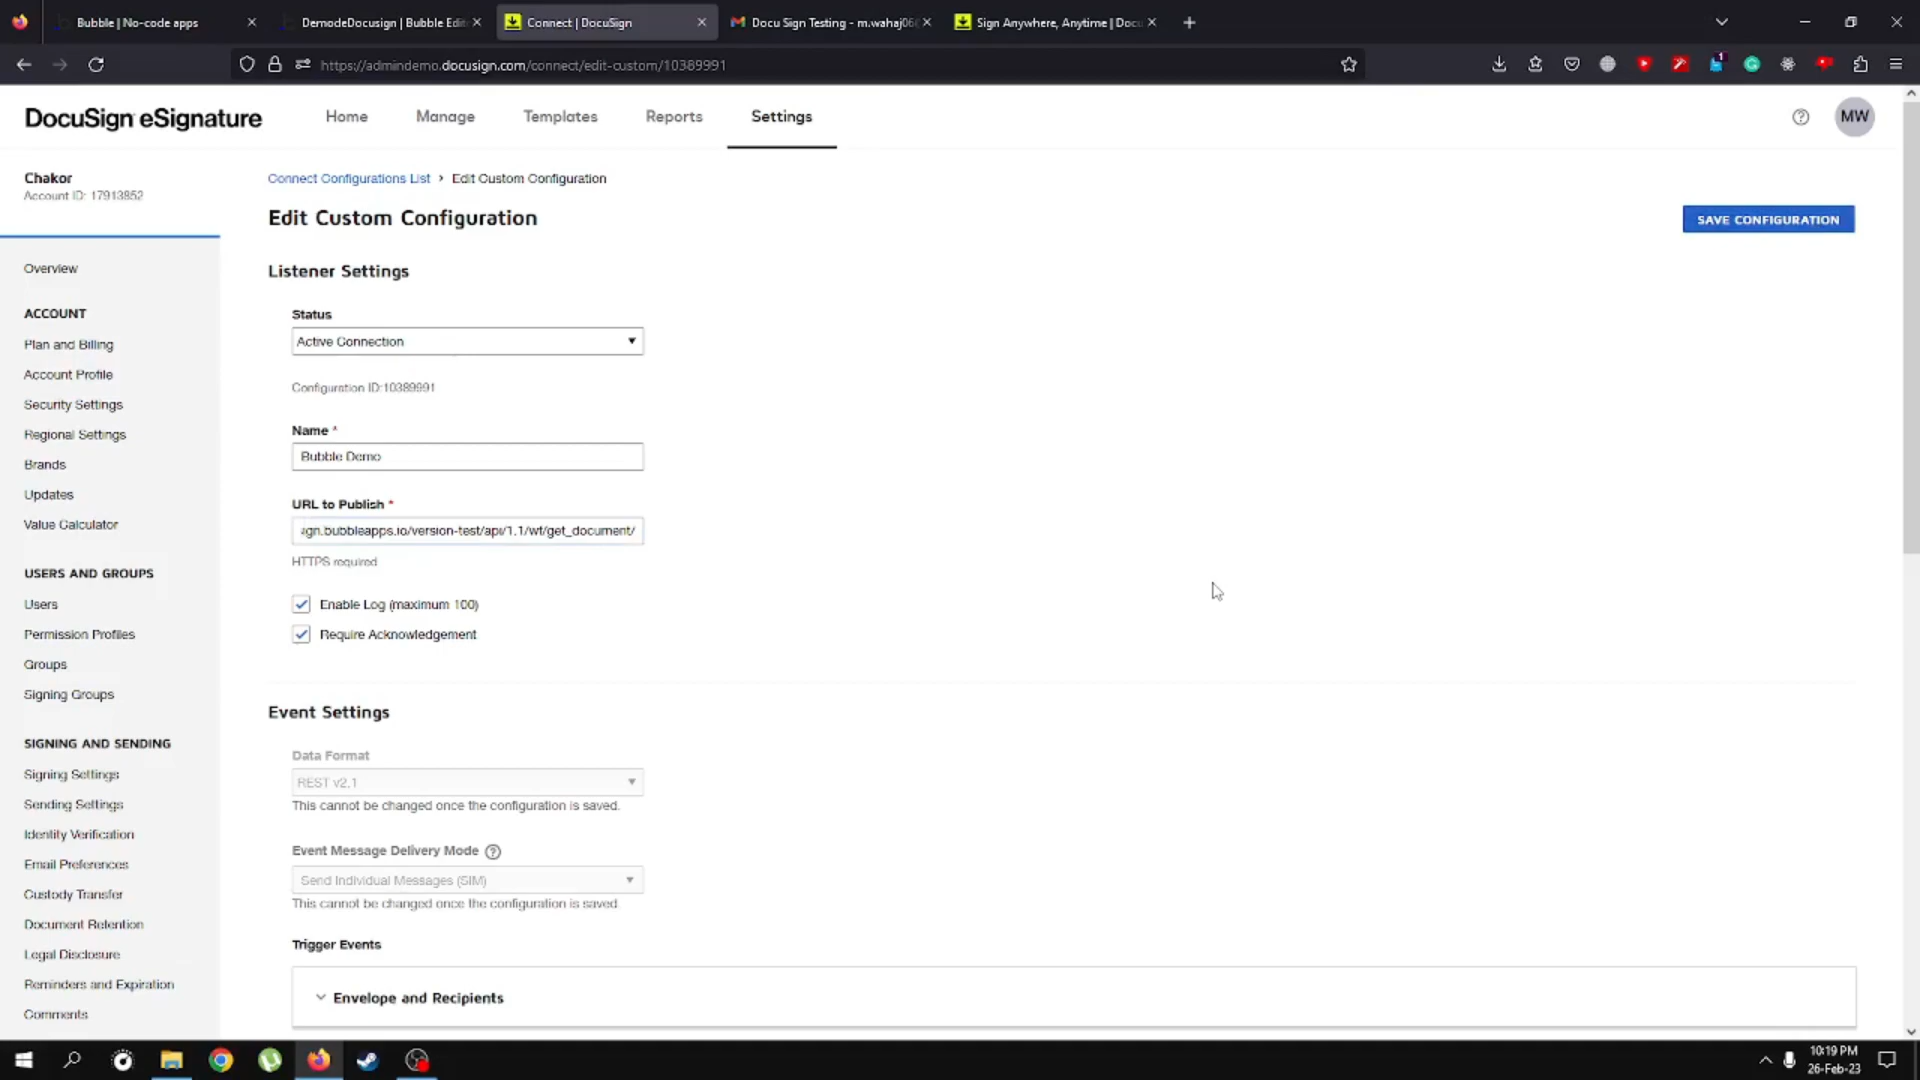 Bubble | No-code apps
DemodeDocusign | Bubble Edi
Connect | DocuSign
Docu Sign Testing - m.wahaj06
Sign Anywhere, Anytime | Docu
https://admindemo.docusign.com/connect/edit-custom/10389991
1
DocuSign eSignature
Home
Manage
Templates
Reports
Settings
MW
Chakor
Account ID: 17913852
Connect Configurations List › Edit Custom Configuration
Edit Custom Configuration
SAVE CONFIGURATION
Overview
ACCOUNT
Plan and Billing
Account Profile
Security Settings
Regional Settings
Brands
Updates
Value Calculator
USERS AND GROUPS
Users
Permission Profiles
Groups
Signing Groups
SIGNING AND SENDING
Signing Settings
Sending Settings
Identity Verification
Email Preferences
Custody Transfer
Document Retention
Legal Disclosure
Reminders and Expiration
Comments
Listener Settings
Status
Active Connection
Configuration ID:10389991
Name *
Bubble Demo
URL to Publish *
ign.bubbleapps.io/version-test/api/1.1/wf/get_document/
HTTPS required
Enable Log (maximum 100)
Require Acknowledgement
Event Settings
Data Format
REST v2.1
This cannot be changed once the configuration is saved.
Event Message Delivery Mode ?
Send Individual Messages (SIM)
This cannot be changed once the configuration is saved.
Trigger Events
Envelope and Recipients
10:19 PM
26-Feb-23